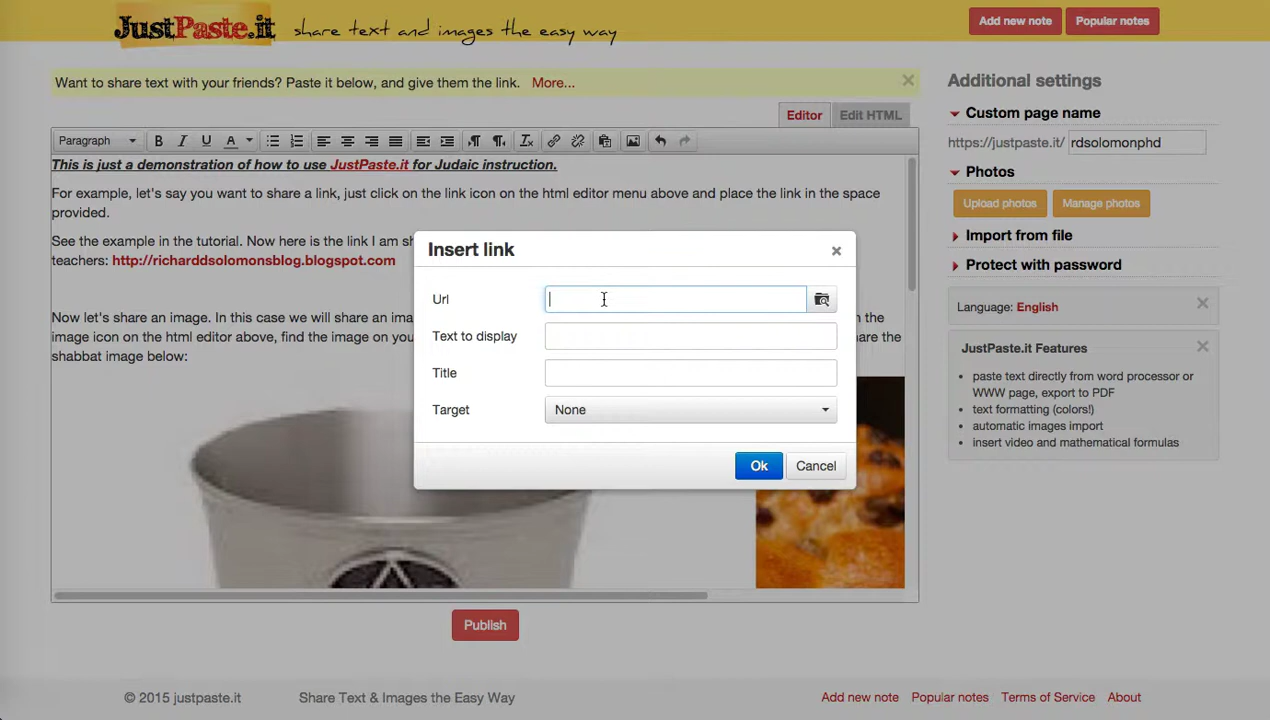 JustPaste.it share text and images the easy way
Add new note
Popular notes
Want to share text with your friends? Paste it below, and give them the link. More...
Additional settings
Editor
Edit HTML
Custom page name
Paragraph
B I U A
https://justpaste.it/ rdsolomonphd
This is just a demonstration of how to use JustPaste.it for Judaic instruction.
Photos
For example, let's say you want to share a link, just click on the link icon on the html editor menu above and place the link in the space
provided.
Upload photos
Manage photos
See the example in the tutorial. Now here is the link I am sh
teachers: http://richarddsolomonsblog.blogspot.com
Import from file
Protect with password
Insert link
Url
Text to display
Title
Target
None
Ok
Cancel
Now let's share an image. In this case we will share an ima
n the
image icon on the html editor above, find the image on you
hare the
shabbat image below:
Language: English
JustPaste.it Features
paste text directly from word processor or
WWW page, export to PDF
text formatting (colors!)
automatic images import
insert video and mathematical formulas
Publish
© 2015 justpaste.it
Share Text & Images the Easy Way
Add new note
Popular notes
Terms of Service
About